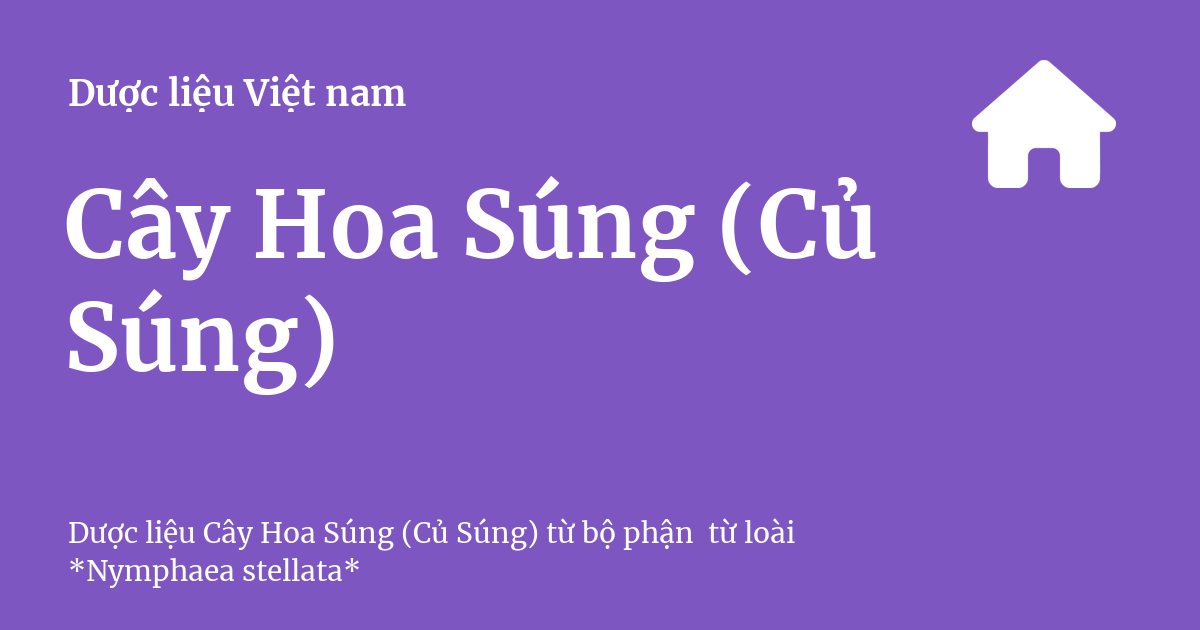 Dược liệu Việt nam
Cây Hoa Súng (Củ
Súng)
Dược liệu Cây Hoa Súng (Củ Súng) từ bộ phận  từ loài
*Nymphaea stellata*